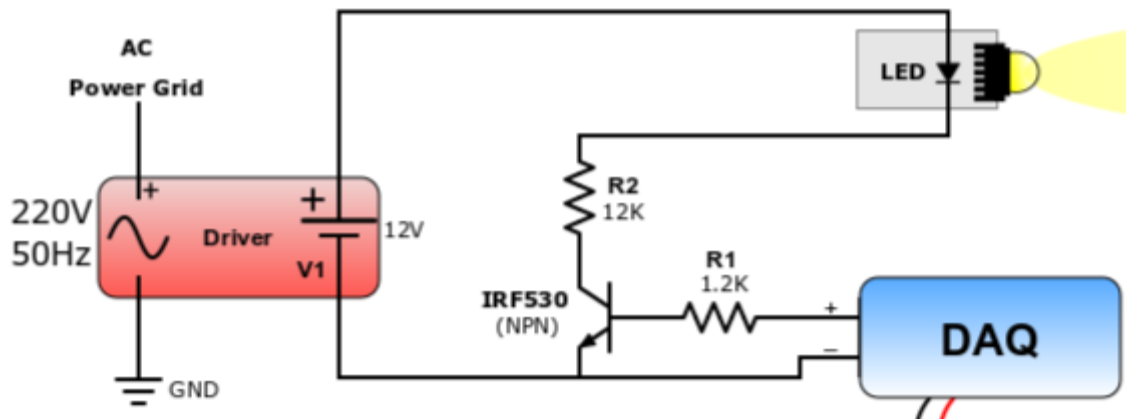 AC
Power Grid
LED
+
220V
50Hz
Driver
+
V1
12V
R2
12K
R1
1.2K
IRF530
(NPN)
+
–
DAQ
GND